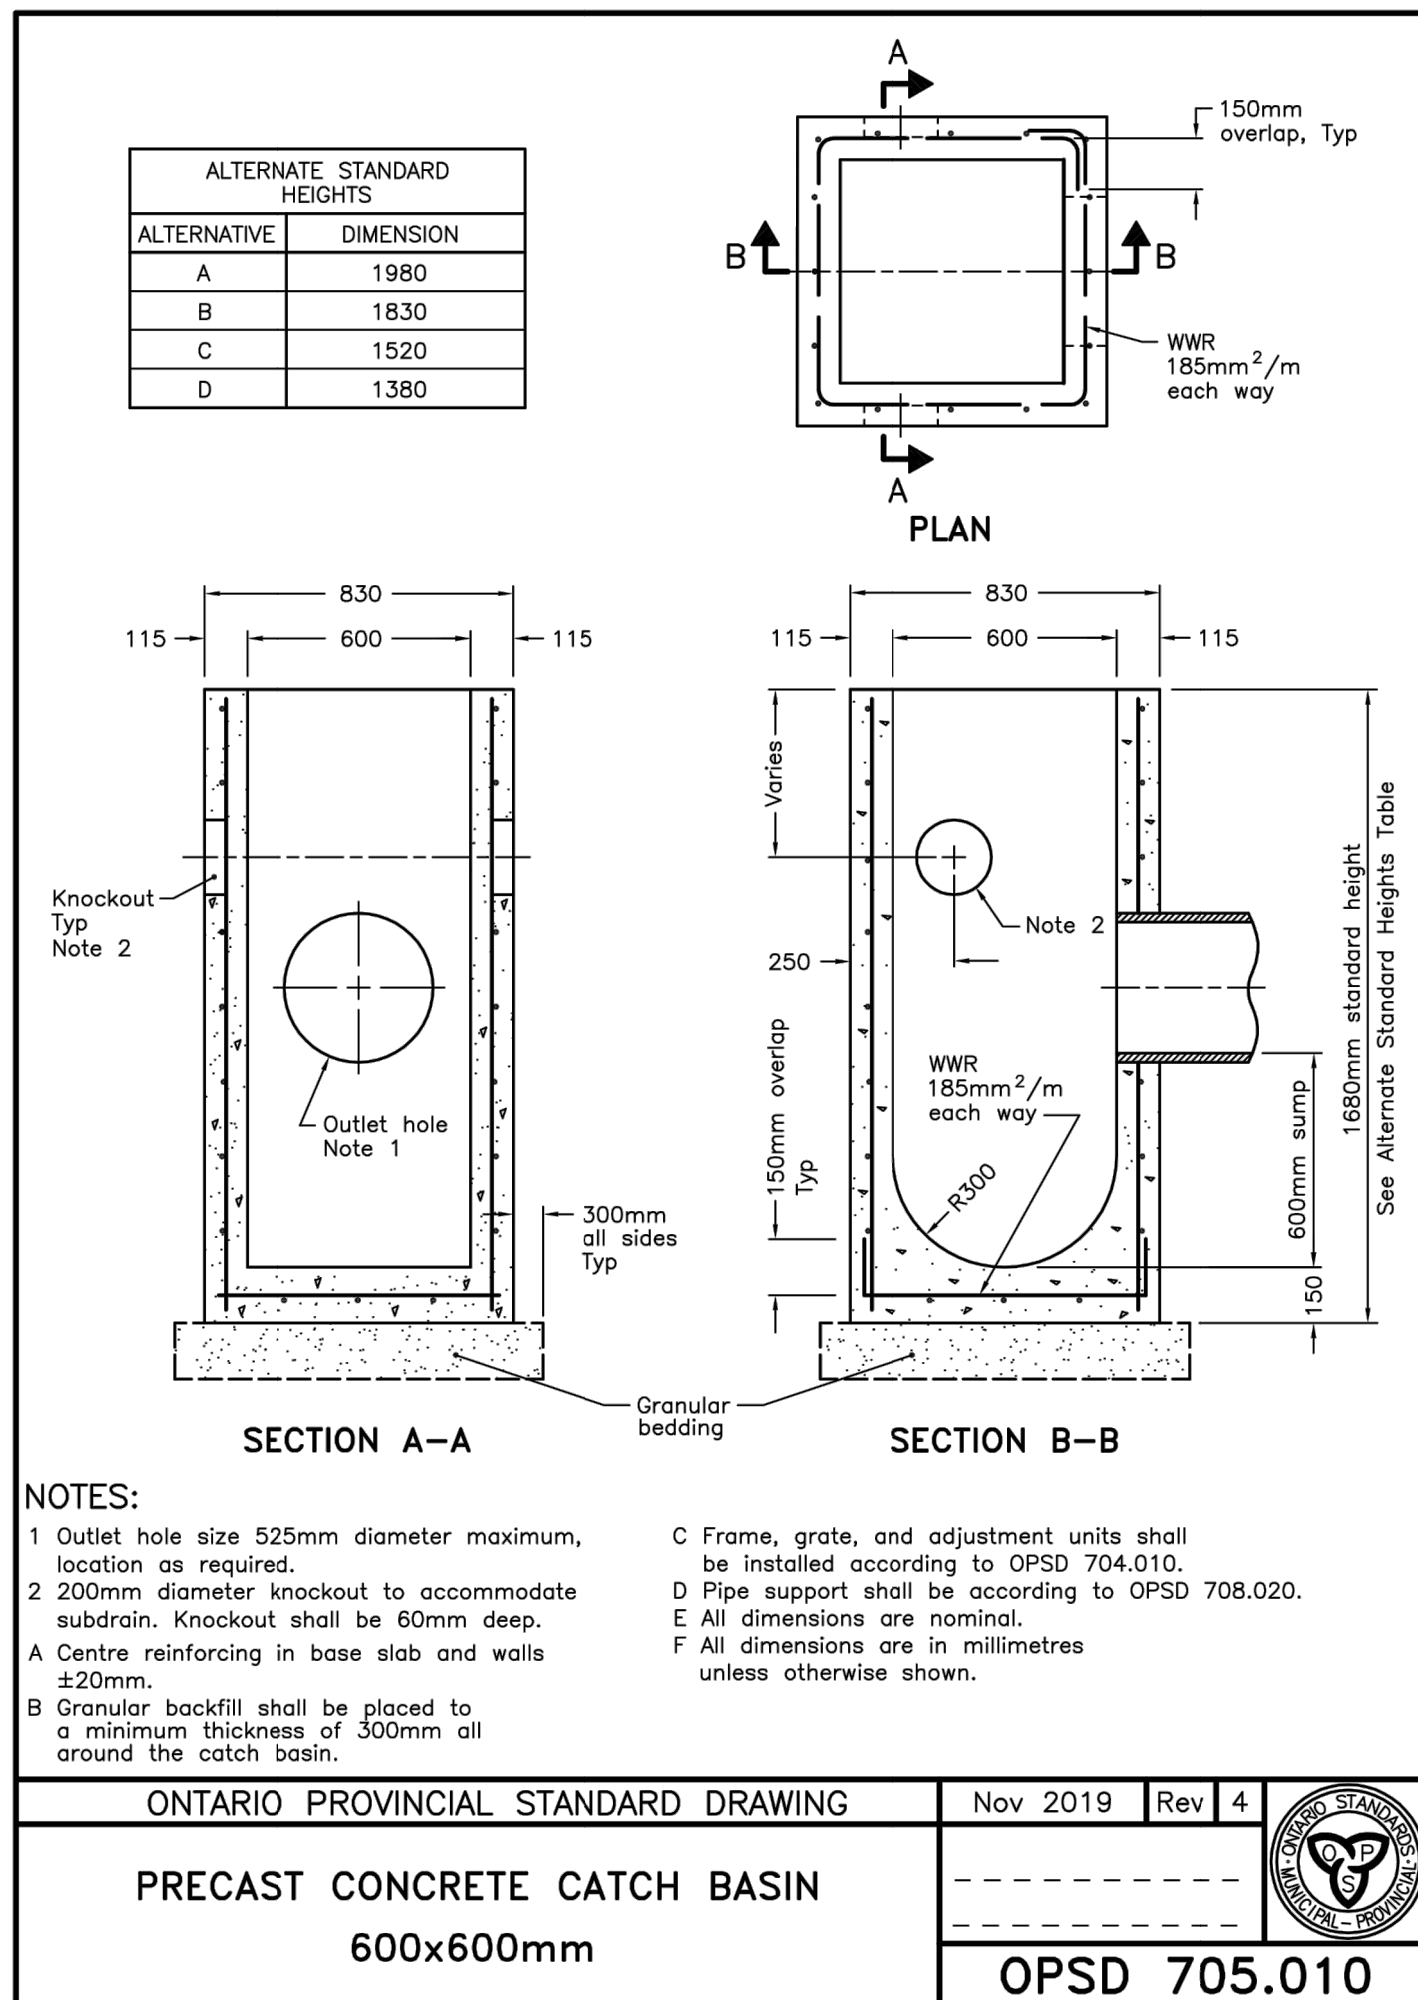 ALTERNATE STANDARD
HEIGHTS
ALTERNATIVE DIMENSION
A 1980
B 1830
C 1520
D 1380
A
150mm
overlap, Typ
B
B
WWR
185mm²/m
each way
A
PLAN
830
115 600 115
Knockout
Typ
Note 2
Outlet hole
Note 1
300mm
all sides
Typ
SECTION A–A
830
115 600 115
Varies
Note 2
250
150mm overlap
Typ
WWR
185mm²/m
each way
R300
600mm sump
150
1680mm standard height
See Alternate Standard Heights Table
Granular
bedding
SECTION B–B
NOTES:
1 Outlet hole size 525mm diameter maximum,
location as required.
2 200mm diameter knockout to accommodate
subdrain. Knockout shall be 60mm deep.
A Centre reinforcing in base slab and walls
±20mm.
B Granular backfill shall be placed to
a minimum thickness of 300mm all
around the catch basin.
C Frame, grate, and adjustment units shall
be installed according to OPSD 704.010.
D Pipe support shall be according to OPSD 708.020.
E All dimensions are nominal.
F All dimensions are in millimetres
unless otherwise shown.
ONTARIO PROVINCIAL STANDARD DRAWING
Nov 2019 Rev 4
PRECAST CONCRETE CATCH BASIN
600x600mm
OPSD 705.010
ONTARIO STANDARDS
MUNICIPAL – PROVINCIAL
O P
S